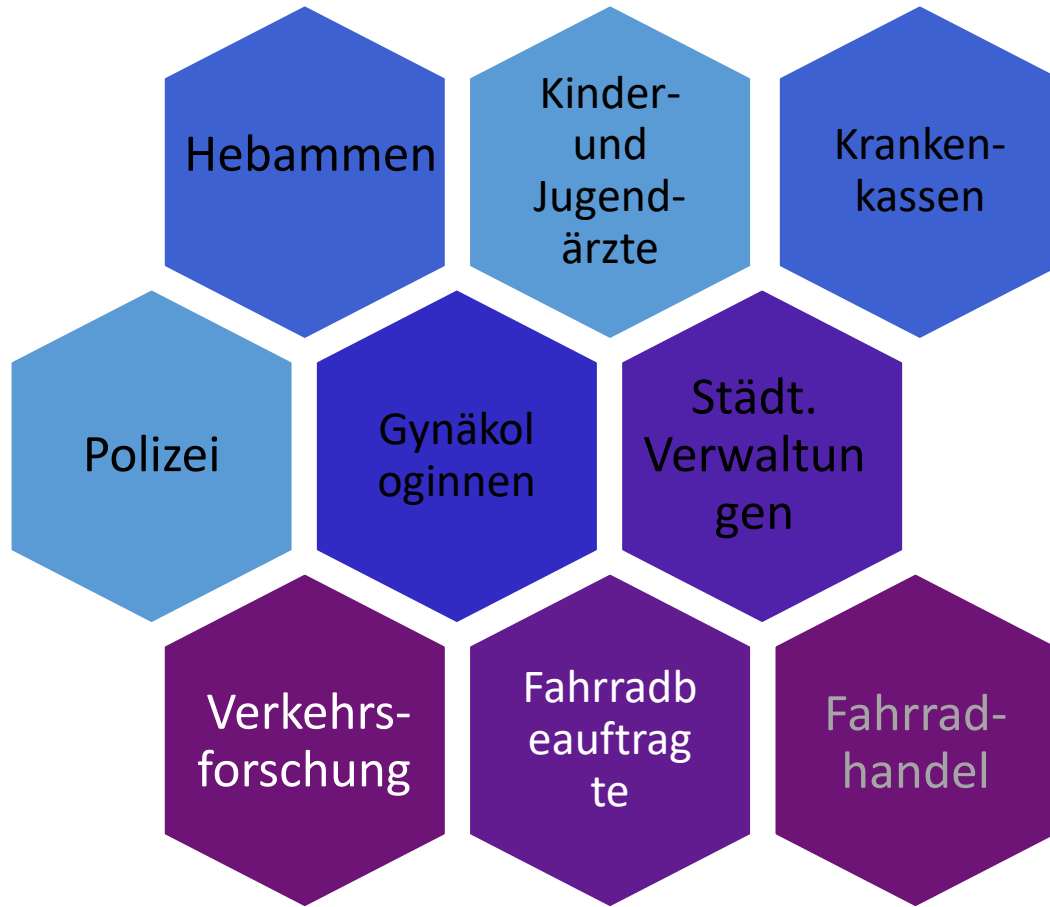 Hebammen
Kinder-
und
Jugend-
ärzte
Kranken-
kassen
Polizei
Gynäkol
oginnen
Städt.
Verwaltun
gen
Verkehrs-
forschung
Fahrradb
eauftrag
te
Fahrrad-
handel